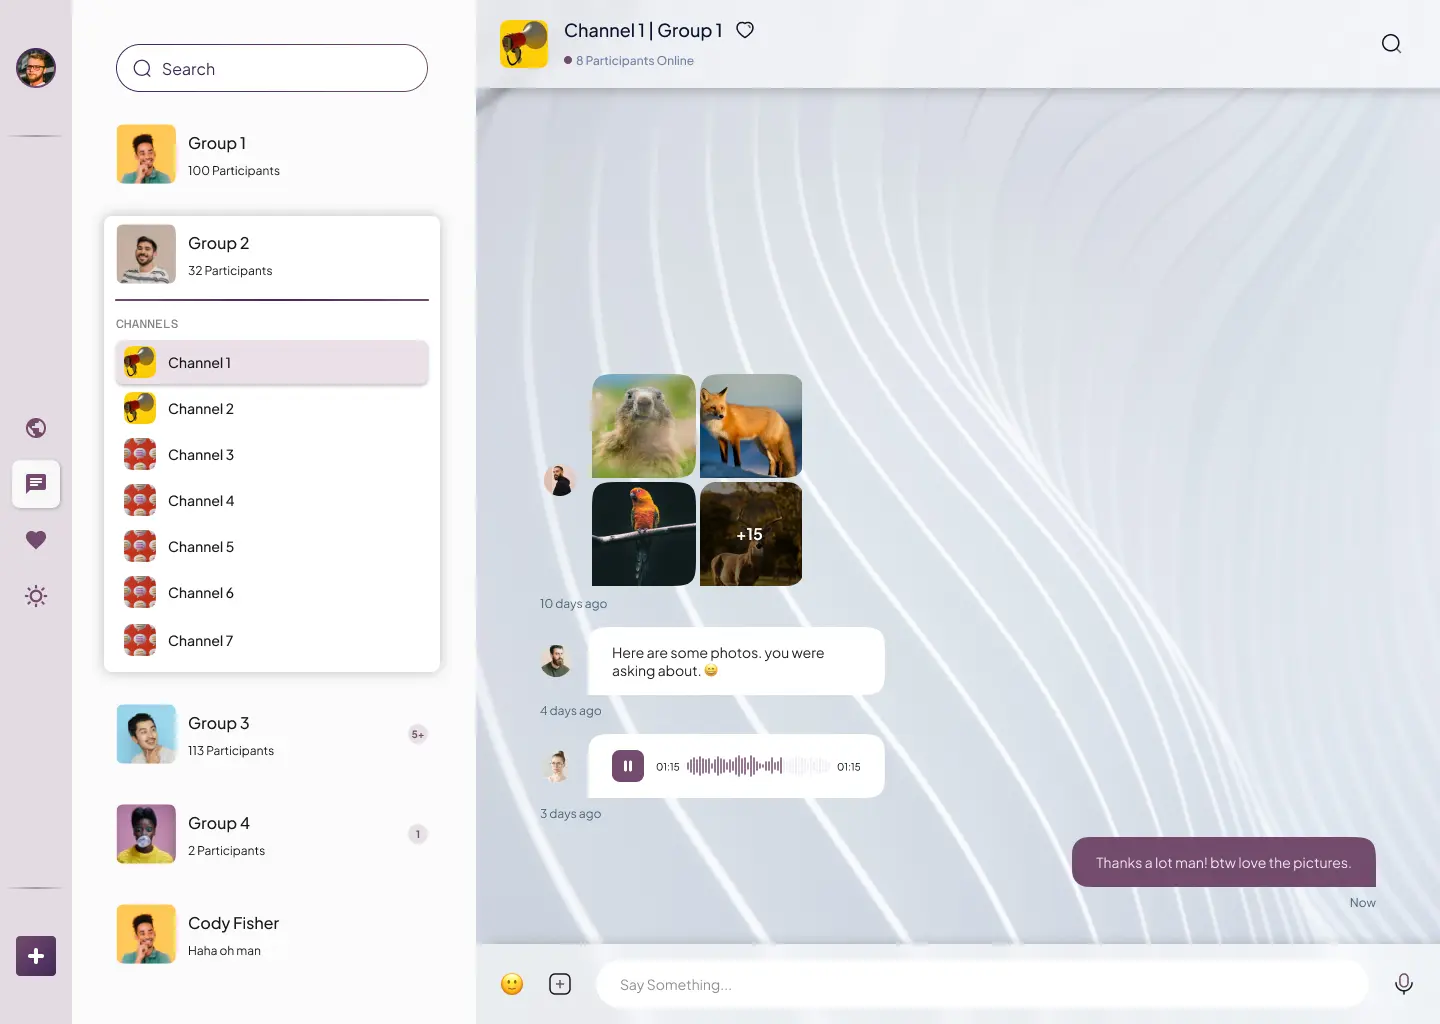 Search
Group 1
100 Participants
Group 2
32 Participants
CHANNELS
Channel 1
Channel 2
Channel 3
Channel 4
Channel 5
Channel 6
Channel 7
Group 3
113 Participants
5+
Group 4
2 Participants
1
Cody Fisher
Haha oh man
Channel 1 | Group 1
8 Participants Online
+15
10 days ago
Here are some photos. you were
asking about. 😄
4 days ago
01:15
01:15
3 days ago
Thanks a lot man! btw love the pictures.
Now
Say Something...